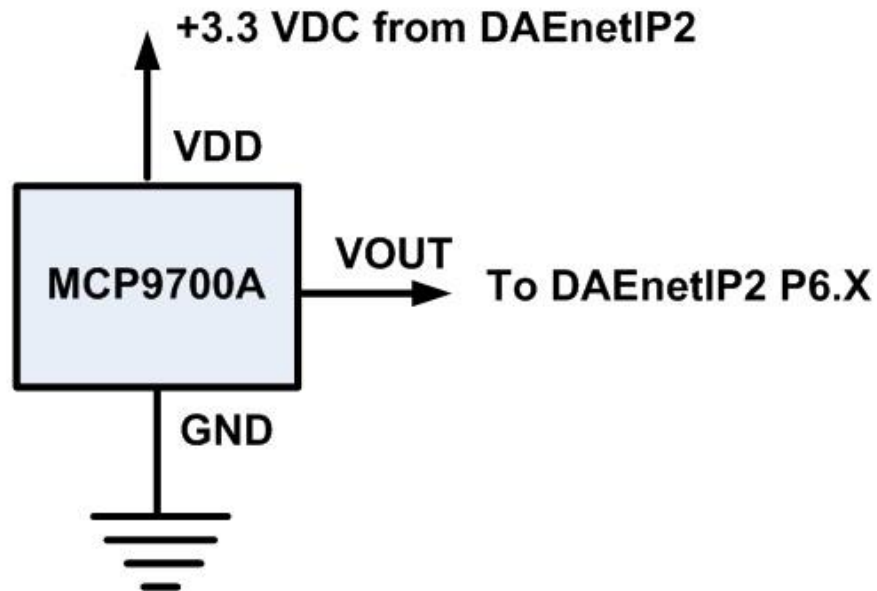 +3.3 VDC from DAEnetIP2
VDD
MCP9700A
VOUT
To DAEnetIP2 P6.X
GND